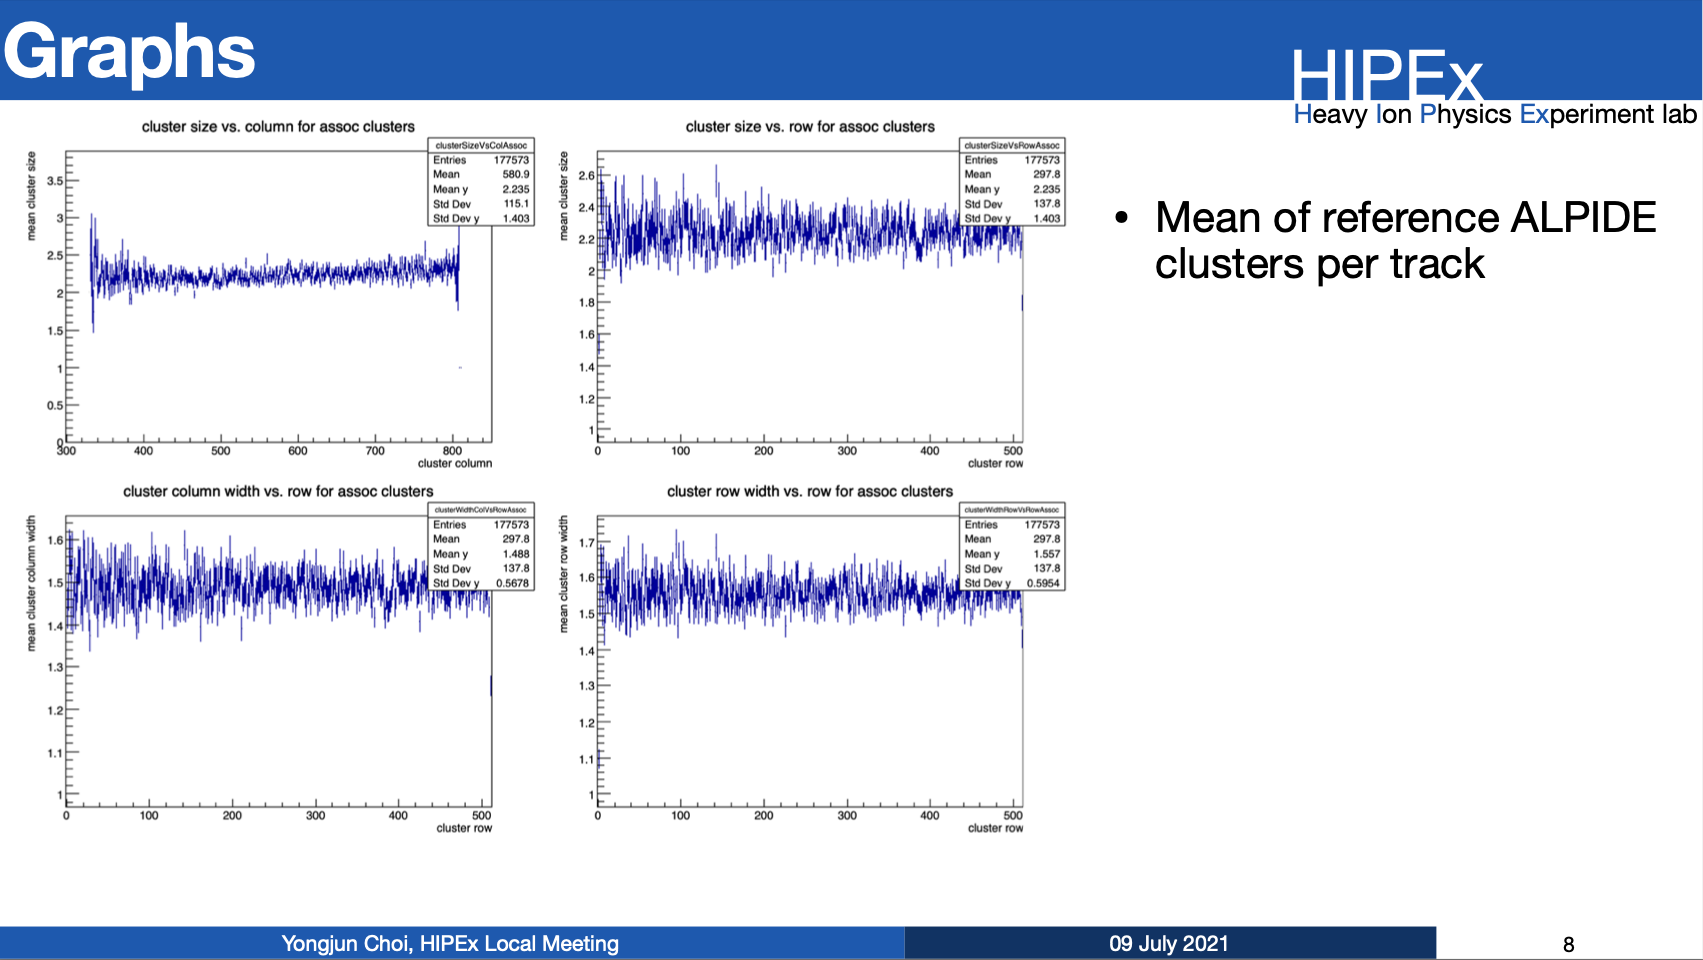 Graphs
HIPEx
Heavy Ion Physics Experiment lab
cluster size vs. column for assoc clusters
mean cluster size
3.5
3
2.5
2
1.5
1
0.5
0
300 400 500 600 700 800
cluster column
clusterSizeVsColAssoc
Entries 177573
Mean 580.9
Mean y 2.235
Std Dev 115.1
Std Dev y 1.403
cluster size vs. row for assoc clusters
mean cluster size
2.6
2.4
2.2
2
1.8
1.6
1.4
1.2
1
0 100 200 300 400 500
cluster row
clusterSizeVsRowAssoc
Entries 177573
Mean 297.8
Mean y 2.235
Std Dev 137.8
Std Dev y 1.403
cluster column width vs. row for assoc clusters
mean cluster column width
1.6
1.5
1.4
1.3
1.2
1.1
1
0 100 200 300 400 500
cluster row
clusterWidthColVsRowAssoc
Entries 177573
Mean 297.8
Mean y 1.488
Std Dev 137.8
Std Dev y 0.5678
cluster row width vs. row for assoc clusters
mean cluster row width
1.7
1.6
1.5
1.4
1.3
1.2
1.1
1
0 100 200 300 400 500
cluster row
clusterWidthRowVsRowAssoc
Entries 177573
Mean 297.8
Mean y 1.557
Std Dev 137.8
Std Dev y 0.5954
• Mean of reference ALPIDE
clusters per track
Yongjun Choi, HIPEx Local Meeting
09 July 2021
8